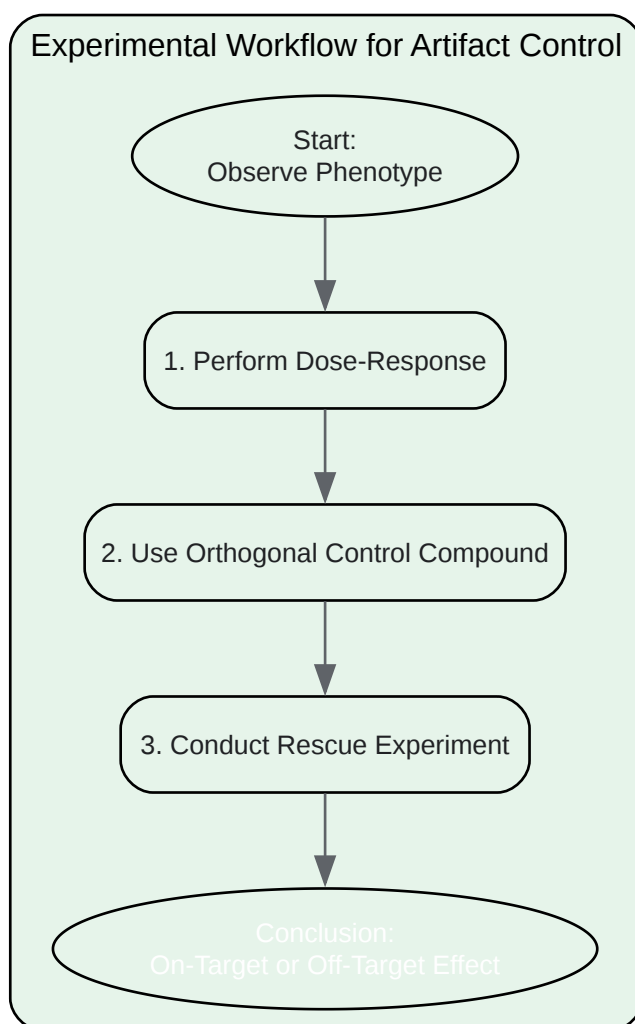 Experimental Workflow for Artifact Control
Start:
Observe Phenotype
1. Perform Dose-Response
2. Use Orthogonal Control Compound
3. Conduct Rescue Experiment
Conclusion:
On-Target or Off-Target Effect